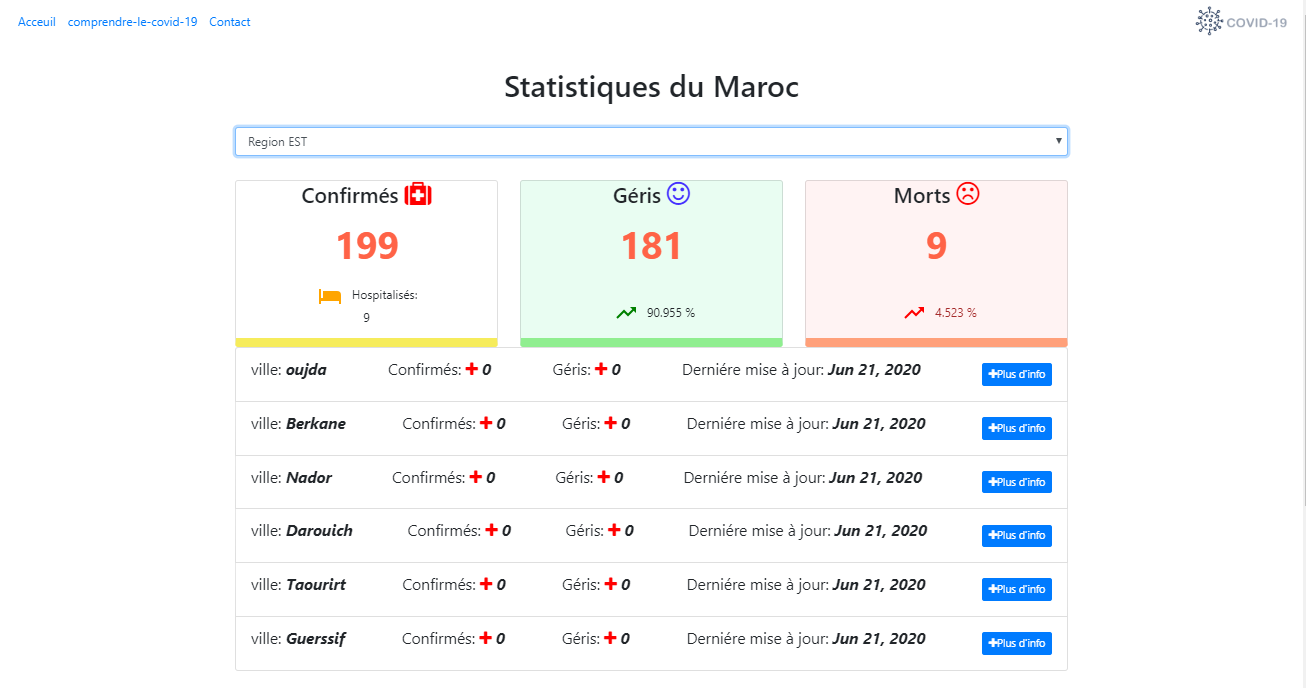 Acceuil comprendre-le-covid-19 Contact COVID-19
Statistiques du Maroc
Region EST
Confirmés
199
Hospitalisés:
9
Géris
181
90.955 %
Morts
9
4.523 %
ville: oujda Confirmés: + 0 Géris: + 0 Derniére mise à jour: Jun 21, 2020 +Plus d'info
ville: Berkane Confirmés: + 0 Géris: + 0 Derniére mise à jour: Jun 21, 2020 +Plus d'info
ville: Nador Confirmés: + 0 Géris: + 0 Derniére mise à jour: Jun 21, 2020 +Plus d'info
ville: Darouich Confirmés: + 0 Géris: + 0 Derniére mise à jour: Jun 21, 2020 +Plus d'info
ville: Taourirt Confirmés: + 0 Géris: + 0 Derniére mise à jour: Jun 21, 2020 +Plus d'info
ville: Guerssif Confirmés: + 0 Géris: + 0 Derniére mise à jour: Jun 21, 2020 +Plus d'info